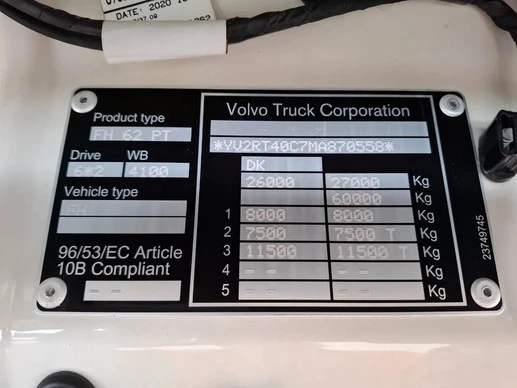 DATE: 2020 10
Product type
FH 62 PT
Drive WB
6*2 4100
Vehicle type
FH
96/53/EC Article
10B Compliant
-- --
Volvo Truck Corporation
*YV2RT40C7MA870558*
DK
26000 27000 Kg
60000 Kg
1 8000 8000 Kg
2 7500 7500 T Kg
3 11500 11500 T Kg
4 -- -- -- -- Kg
5 -- -- -- -- Kg
23749745